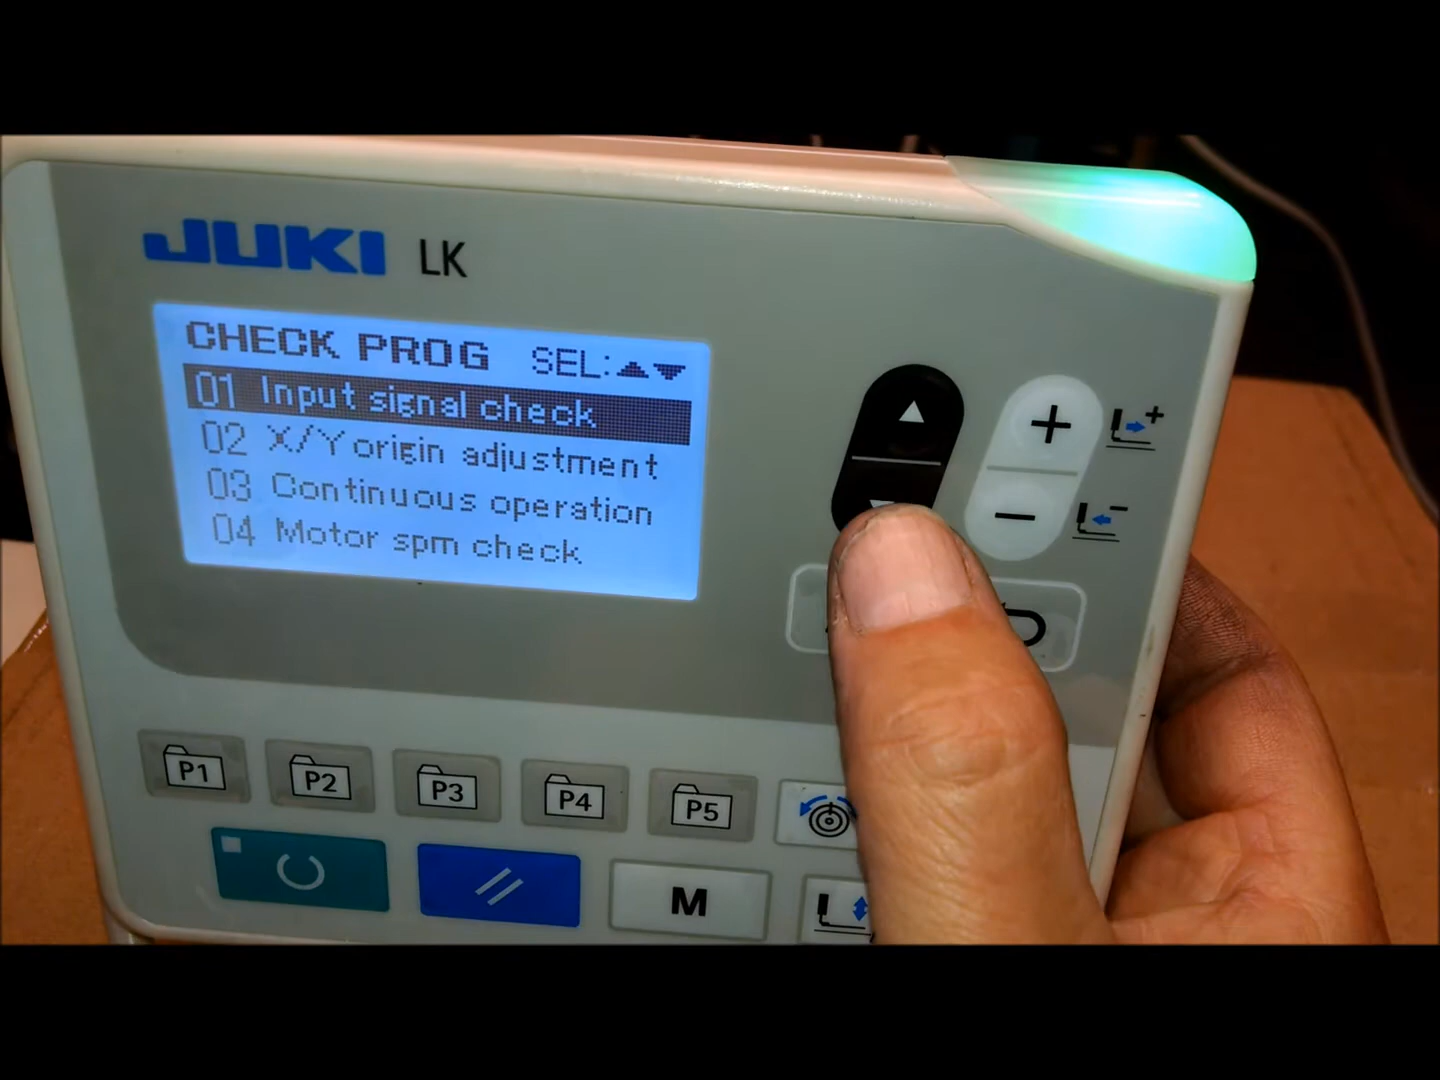 JUKI LK
CHECK PROG SEL:▲▼
01 Input signal check
02 X/Y origin adjustment
03 Continuous operation
04 Motor spm check
P1 P2 P3 P4 P5
M